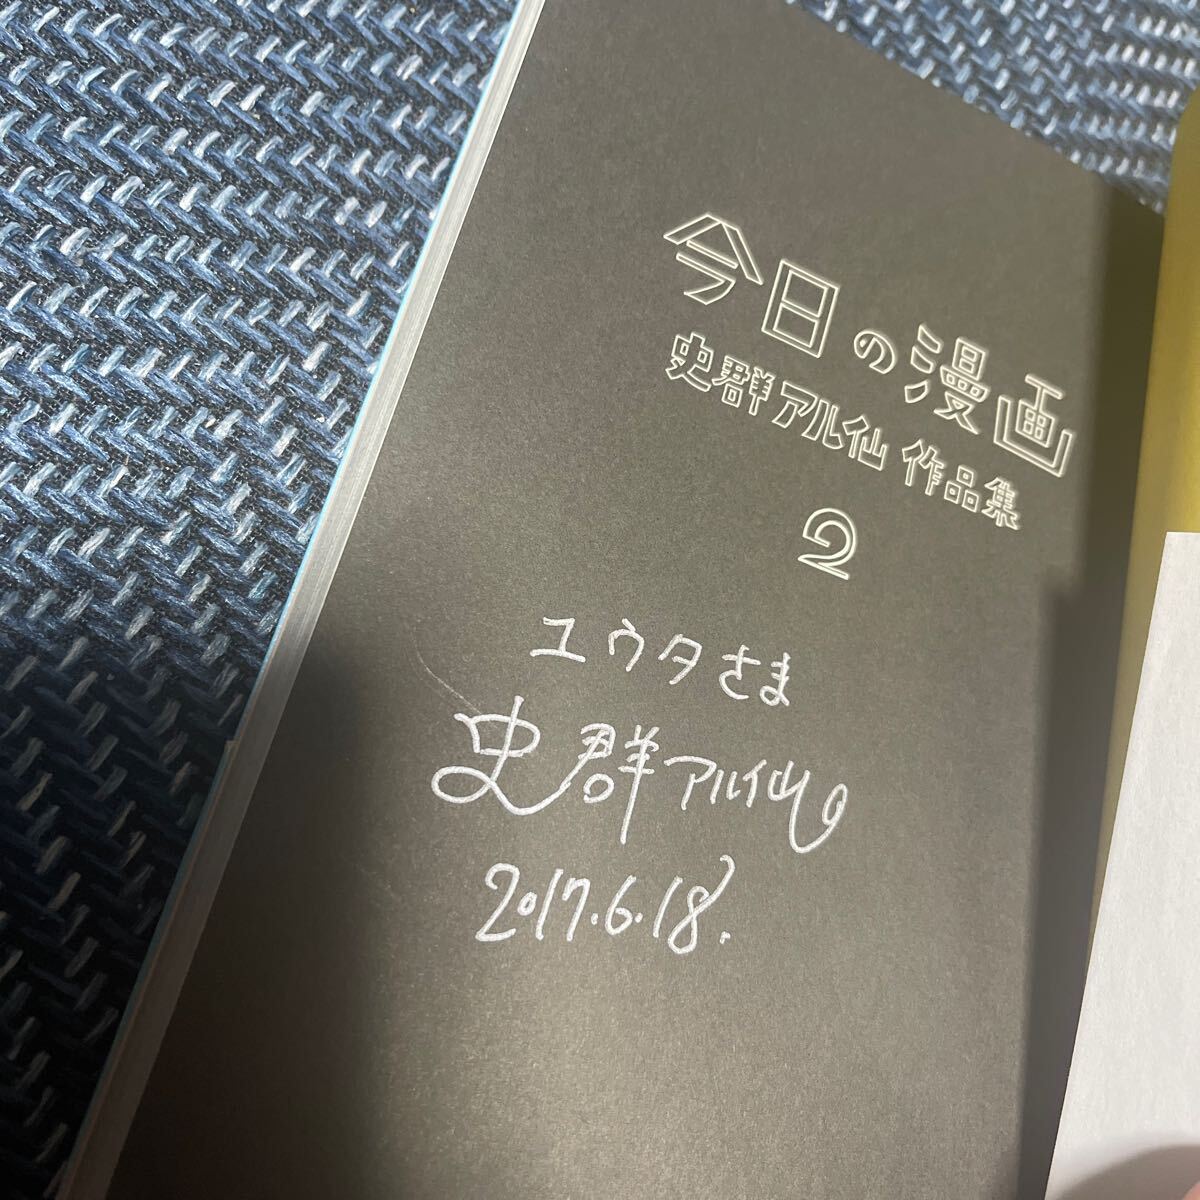 今日の漫画
史群アル仙 作品集
2
ユウタさま
史群アル仙
2017.6.18.